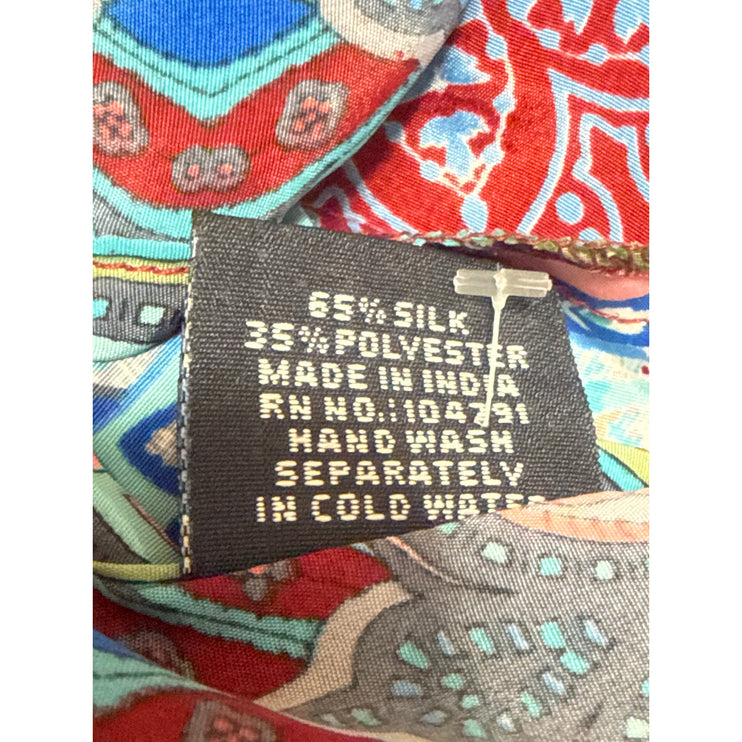 65% SILK
35% POLYESTER
MADE IN INDIA
RN NO.: 104791
HAND WASH
SEPARATELY
IN COLD WATER